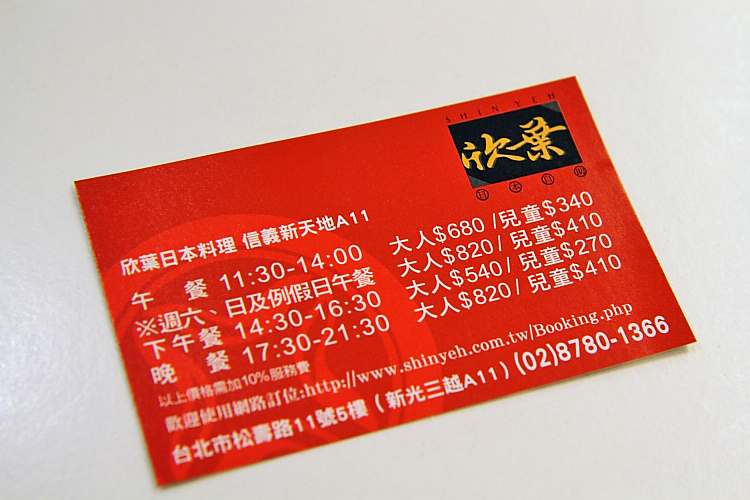 SHIN YEH
欣葉
日本自助
欣葉日本料理 信義新天地A11
午 餐 11:30-14:00 大人$680 /兒童$340
※週六、日及例假日午餐 大人$820/ 兒童$410
下午餐 14:30-16:30 大人$540/ 兒童$270
晚 餐 17:30-21:30 大人$820/ 兒童$410
以上價格需加10%服務費
歡迎使用網路訂位:http://www.shinyeh.com.tw/Booking.php
台北市松壽路11號5樓（新光三越A11）(02)8780-1366